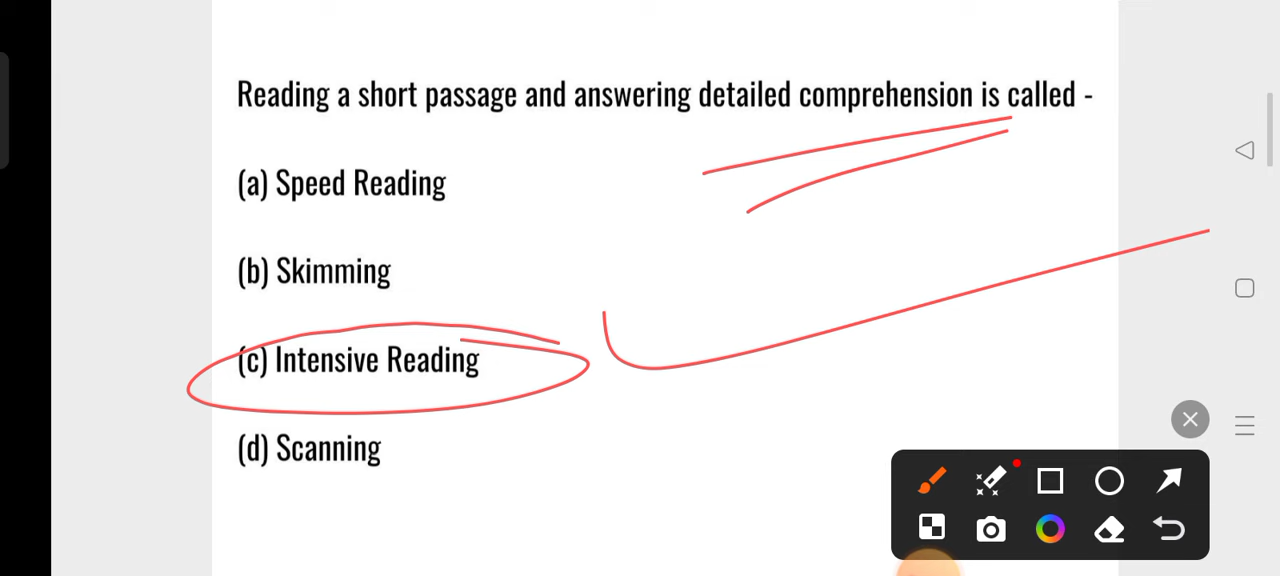 Reading a short passage and answering detailed comprehension is called -
(a) Speed Reading
(b) Skimming
(c) Intensive Reading
(d) Scanning